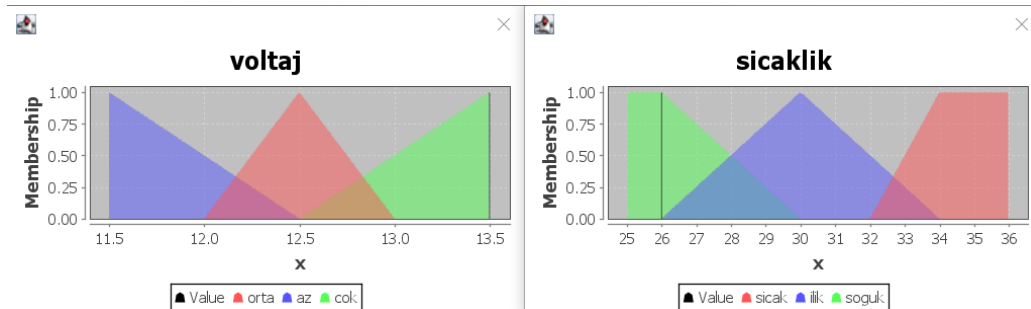 voltaj
Membership
1.00
0.75
0.50
0.25
0.00
11.5 12.0 12.5 13.0 13.5
x
Value orta az cok
sicaklik
Membership
1.00
0.75
0.50
0.25
0.00
25 26 27 28 29 30 31 32 33 34 35 36
x
Value sicak ilik soguk